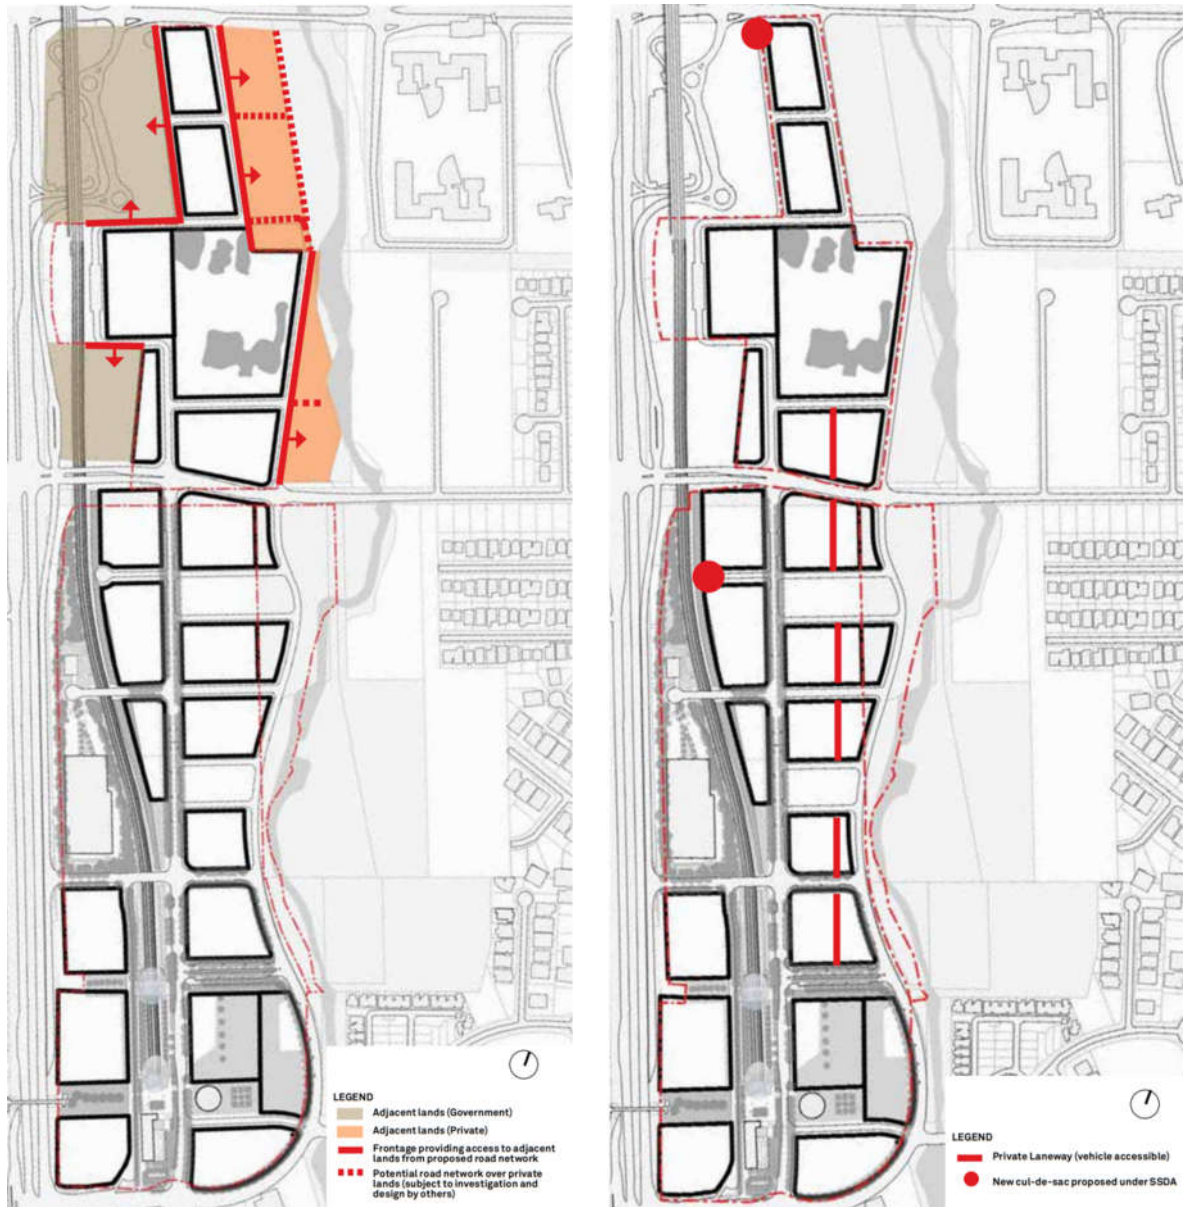 LEGEND
Adjacent lands (Government)
Adjacent lands (Private)
Frontage providing access to adjacent
lands from proposed road network
Potential road network over private
lands (subject to investigation and
design by others)
LEGEND
Private Laneway (vehicle accessible)
New cul-de-sac proposed under SSDA